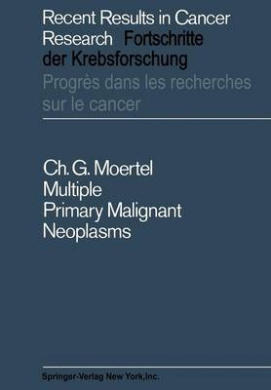 Recent Results in Cancer
Research Fortschritte
der Krebsforschung
Progrès dans les recherches
sur le cancer
Ch. G. Moertel
Multiple
Primary Malignant
Neoplasms
Springer-Verlag New York, Inc.